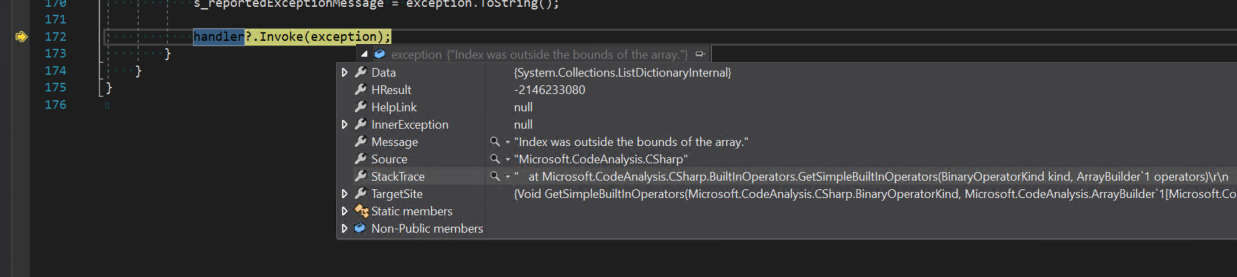 170 s_reportedExceptionMessage = exception.ToString();
171
172 handler?.Invoke(exception);
173 } exception {"Index was outside the bounds of the array."}
174 } Data {System.Collections.ListDictionaryInternal}
175 } HResult -2146233080
176 HelpLink null
InnerException null
Message "Index was outside the bounds of the array."
Source "Microsoft.CodeAnalysis.CSharp"
StackTrace "   at Microsoft.CodeAnalysis.CSharp.BuiltInOperators.GetSimpleBuiltInOperators(BinaryOperatorKind kind, ArrayBuilder`1 operators)\r\n
TargetSite {Void GetSimpleBuiltInOperators(Microsoft.CodeAnalysis.CSharp.BinaryOperatorKind, Microsoft.CodeAnalysis.ArrayBuilder`1[Microsoft.Co
Static members
Non-Public members